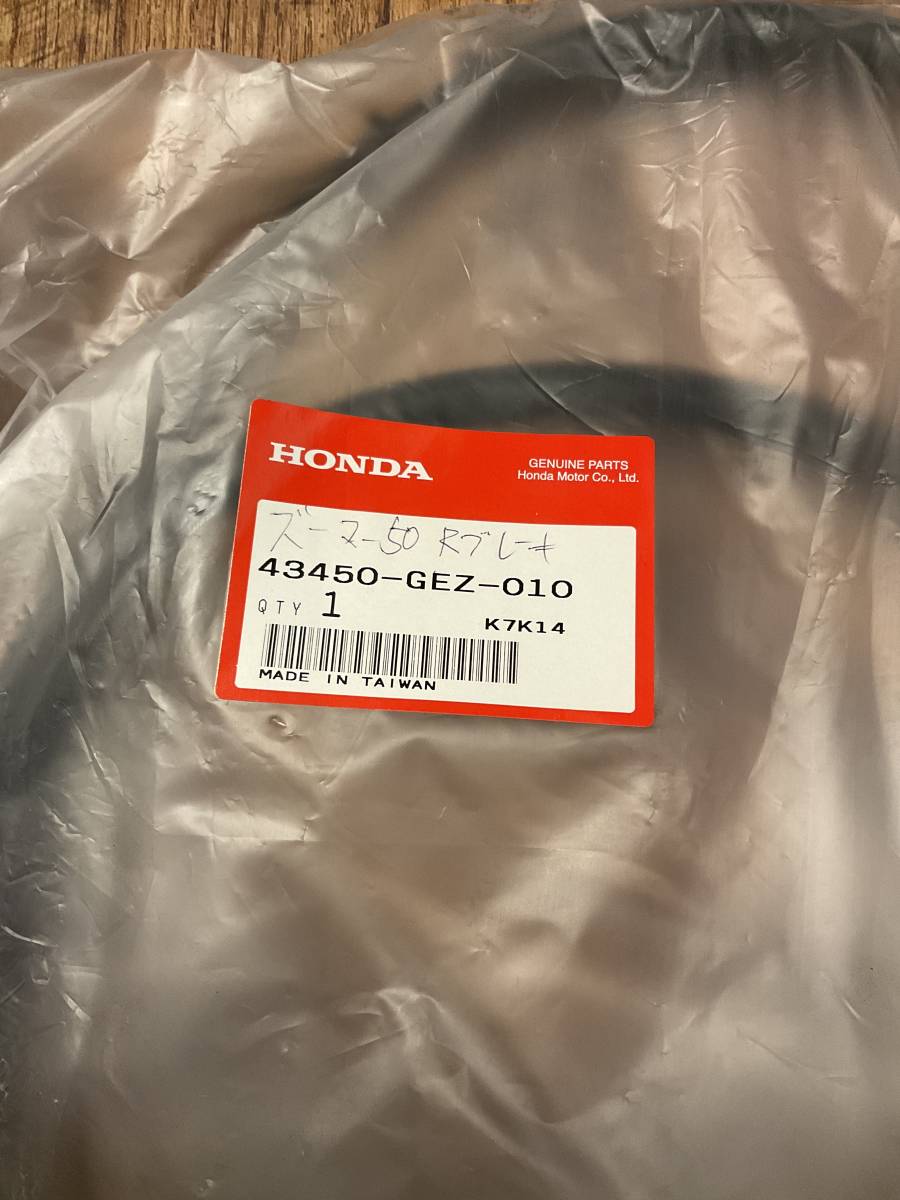 HONDA
GENUINE PARTS
Honda Motor Co., Ltd.
ズーマー50 Rブレーキ
43450-GEZ-010
QTY 1
K7K14
MADE IN TAIWAN